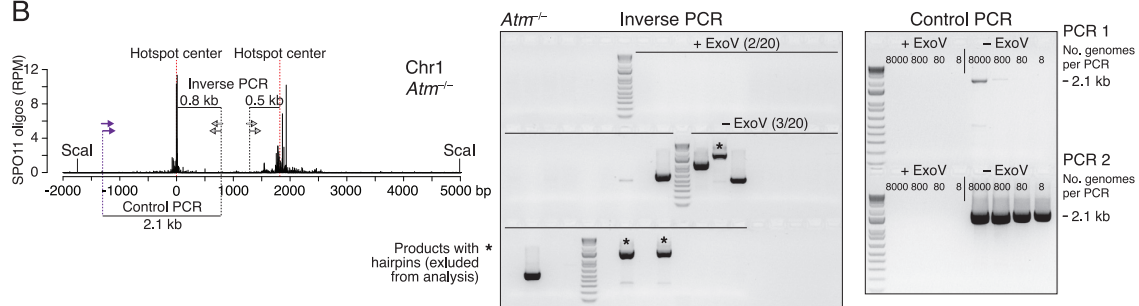 B
Hotspot center Hotspot center
Chr1
Atm–/–
Inverse PCR
0.8 kb 0.5 kb
SPO11 oligos (RPM)
12
8
4
0
ScaI ScaI
-2000 -1000 0 1000 2000 3000 4000 5000 bp
Control PCR
2.1 kb
Products with *
hairpins (exluded
from analysis)
Atm–/– Inverse PCR
+ ExoV (2/20)
– ExoV (3/20)
*
* *
Control PCR
PCR 1
+ ExoV – ExoV
No. genomes
per PCR
8000 800 80 8 8000 800 80 8
- 2.1 kb
PCR 2
+ ExoV – ExoV
No. genomes
per PCR
8000 800 80 8 8000 800 80 8
- 2.1 kb